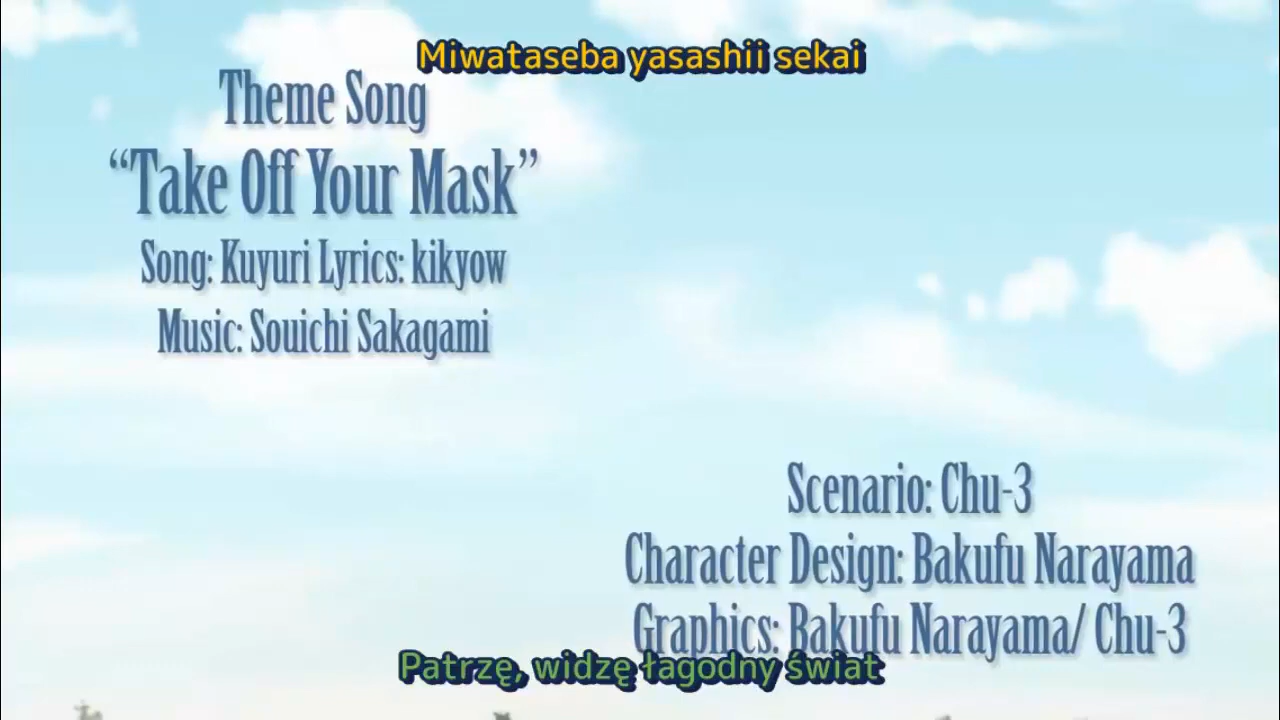 Miwataseba yasashii sekai
Theme Song
“Take Off Your Mask”
Song: Kuyuri Lyrics: kikyow
Music: Souichi Sakagami
Scenario: Chu-3
Character Design: Bakufu Narayama
Graphics: Bakufu Narayama/ Chu-3
Patrzę, widzę łagodny świat